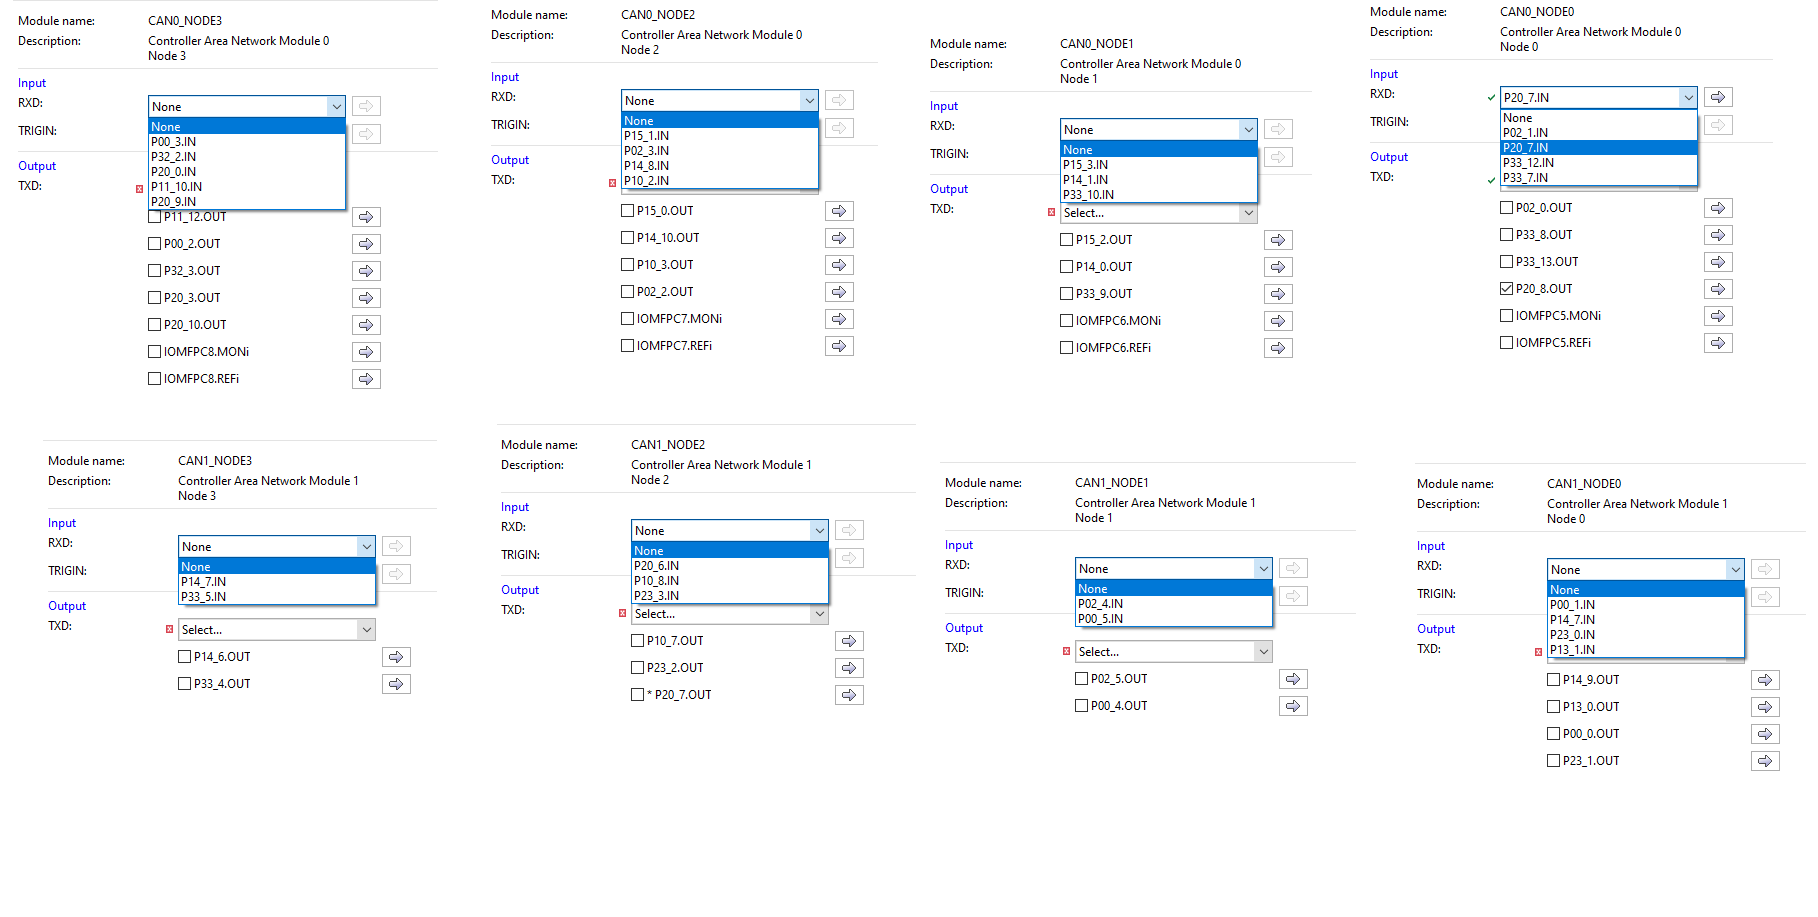 Module name: CAN0_NODE3
Description: Controller Area Network Module 0
Node 3
Input
RXD: None
TRIGIN:
None
P00_3.IN
P32_2.IN
P20_0.IN
P11_10.IN
P20_9.IN
Output
TXD:
P11_12.OUT
P00_2.OUT
P32_3.OUT
P20_3.OUT
P20_10.OUT
IOMFPC8.MONi
IOMFPC8.REFi
Module name: CAN0_NODE2
Description: Controller Area Network Module 0
Node 2
Input
RXD: None
TRIGIN:
None
P15_1.IN
P02_3.IN
P14_8.IN
P10_2.IN
Output
TXD:
P15_0.OUT
P14_10.OUT
P10_3.OUT
P02_2.OUT
IOMFPC7.MONi
IOMFPC7.REFi
Module name: CAN0_NODE1
Description: Controller Area Network Module 0
Node 1
Input
RXD: None
TRIGIN:
None
P15_3.IN
P14_1.IN
P33_10.IN
Output
TXD: Select...
P15_2.OUT
P14_0.OUT
P33_9.OUT
IOMFPC6.MONi
IOMFPC6.REFi
Module name: CAN0_NODE0
Description: Controller Area Network Module 0
Node 0
Input
RXD: P20_7.IN
TRIGIN:
None
P02_1.IN
P20_7.IN
P33_12.IN
P33_7.IN
Output
TXD:
P02_0.OUT
P33_8.OUT
P33_13.OUT
P20_8.OUT
IOMFPC5.MONi
IOMFPC5.REFi
Module name: CAN1_NODE3
Description: Controller Area Network Module 1
Node 3
Input
RXD: None
TRIGIN:
None
P14_7.IN
P33_5.IN
Output
TXD: Select...
P14_6.OUT
P33_4.OUT
Module name: CAN1_NODE2
Description: Controller Area Network Module 1
Node 2
Input
RXD: None
TRIGIN:
None
P20_6.IN
P10_8.IN
P23_3.IN
Output
TXD: Select...
P10_7.OUT
P23_2.OUT
* P20_7.OUT
Module name: CAN1_NODE1
Description: Controller Area Network Module 1
Node 1
Input
RXD: None
TRIGIN:
None
P02_4.IN
P00_5.IN
Output
TXD: Select...
P02_5.OUT
P00_4.OUT
Module name: CAN1_NODE0
Description: Controller Area Network Module 1
Node 0
Input
RXD: None
TRIGIN:
None
P00_1.IN
P14_7.IN
P23_0.IN
P13_1.IN
Output
TXD:
P14_9.OUT
P13_0.OUT
P00_0.OUT
P23_1.OUT